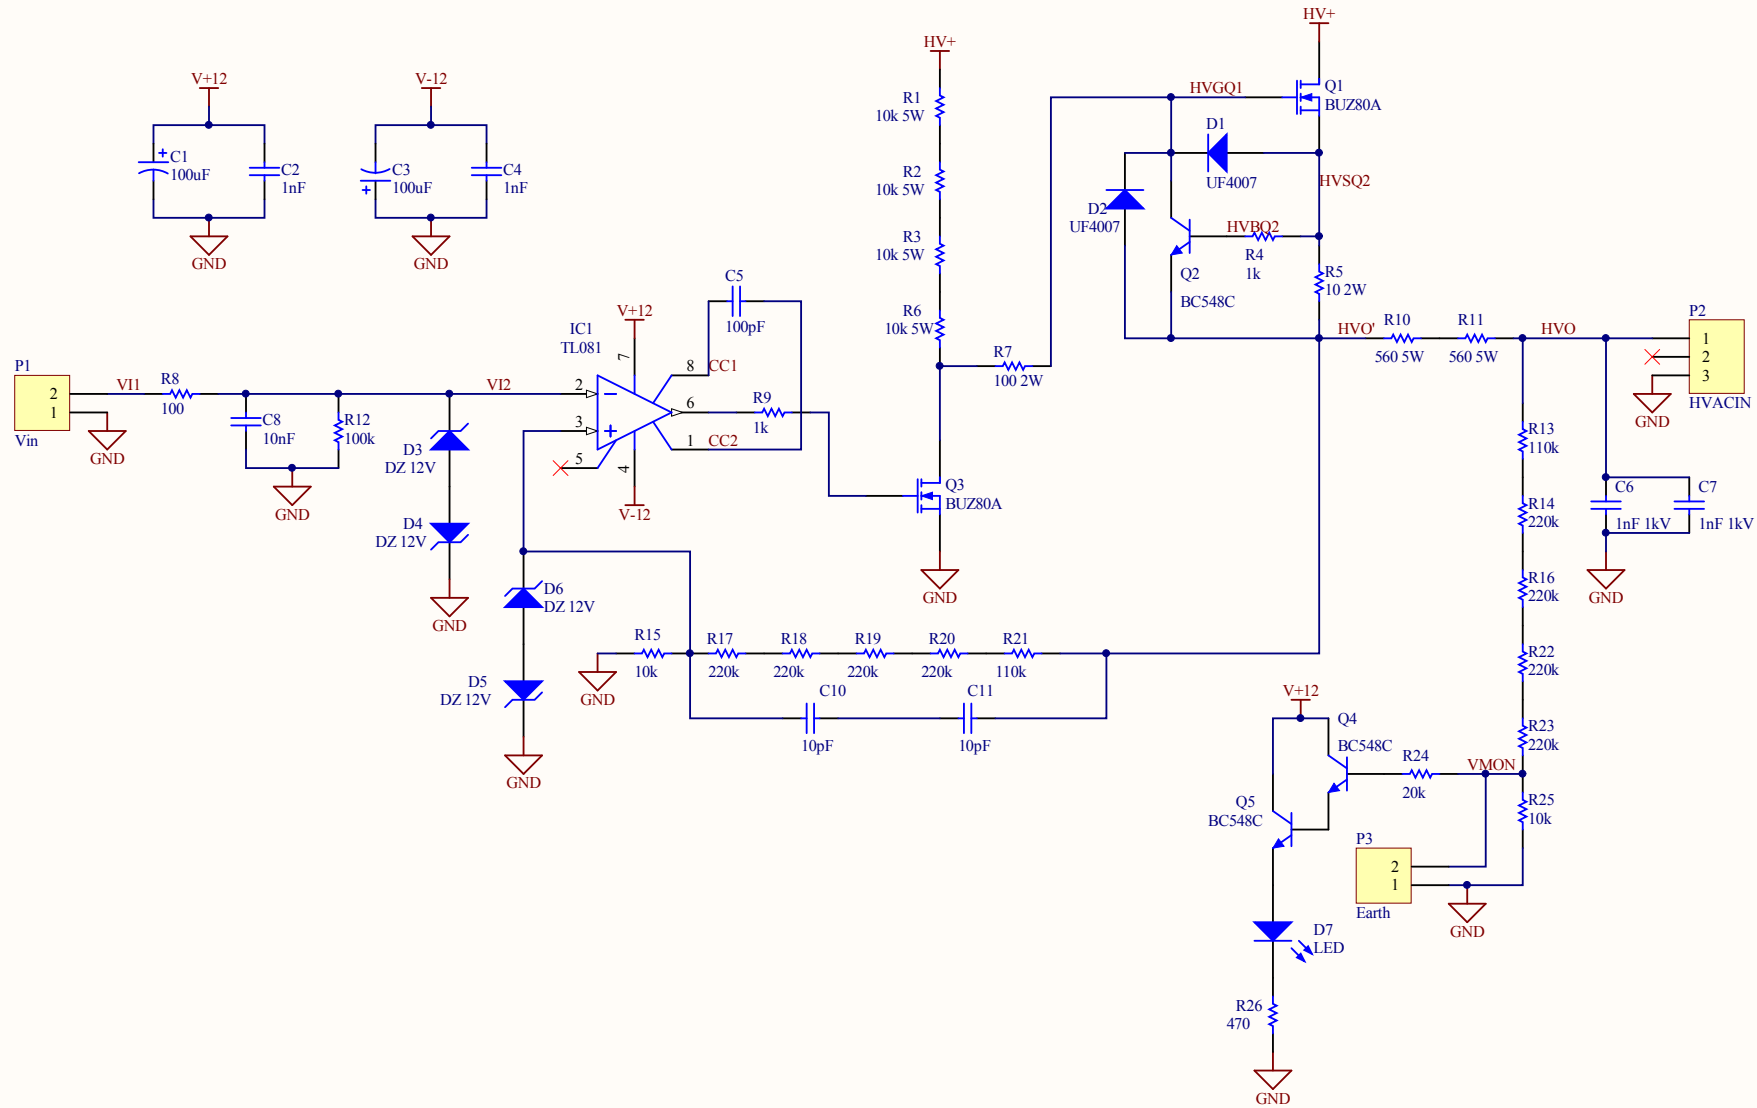 HV+
HV+
V+12
V-12
C1
100uF
C2
1nF
C3
100uF
C4
1nF
GND
GND
R1
10k 5W
R2
10k 5W
R3
10k 5W
R6
10k 5W
HVGQ1
Q1
BUZ80A
D1
UF4007
HVSQ2
D2
UF4007
HVBQ2
R4
1k
Q2
BC548C
R5
10 2W
C5
100pF
V+12
IC1
TL081
7
8
CC1
2
6
3
1
CC2
5
4
V-12
R9
1k
R7
100 2W
HVO'
R10
560 5W
R11
560 5W
HVO
P2
1
2
3
HVACIN
GND
P1
2
1
Vin
VI1
R8
100
GND
C8
10nF
R12
100k
GND
VI2
D3
DZ 12V
D4
DZ 12V
GND
Q3
BUZ80A
GND
R13
110k
R14
220k
R16
220k
R22
220k
R23
220k
C6
1nF 1kV
C7
1nF 1kV
GND
D6
DZ 12V
D5
DZ 12V
GND
R15
10k
GND
R17
220k
R18
220k
R19
220k
R20
220k
R21
110k
C10
10pF
C11
10pF
V+12
Q4
BC548C
R24
20k
VMON
R25
10k
Q5
BC548C
P3
2
1
Earth
GND
D7
LED
R26
470
GND